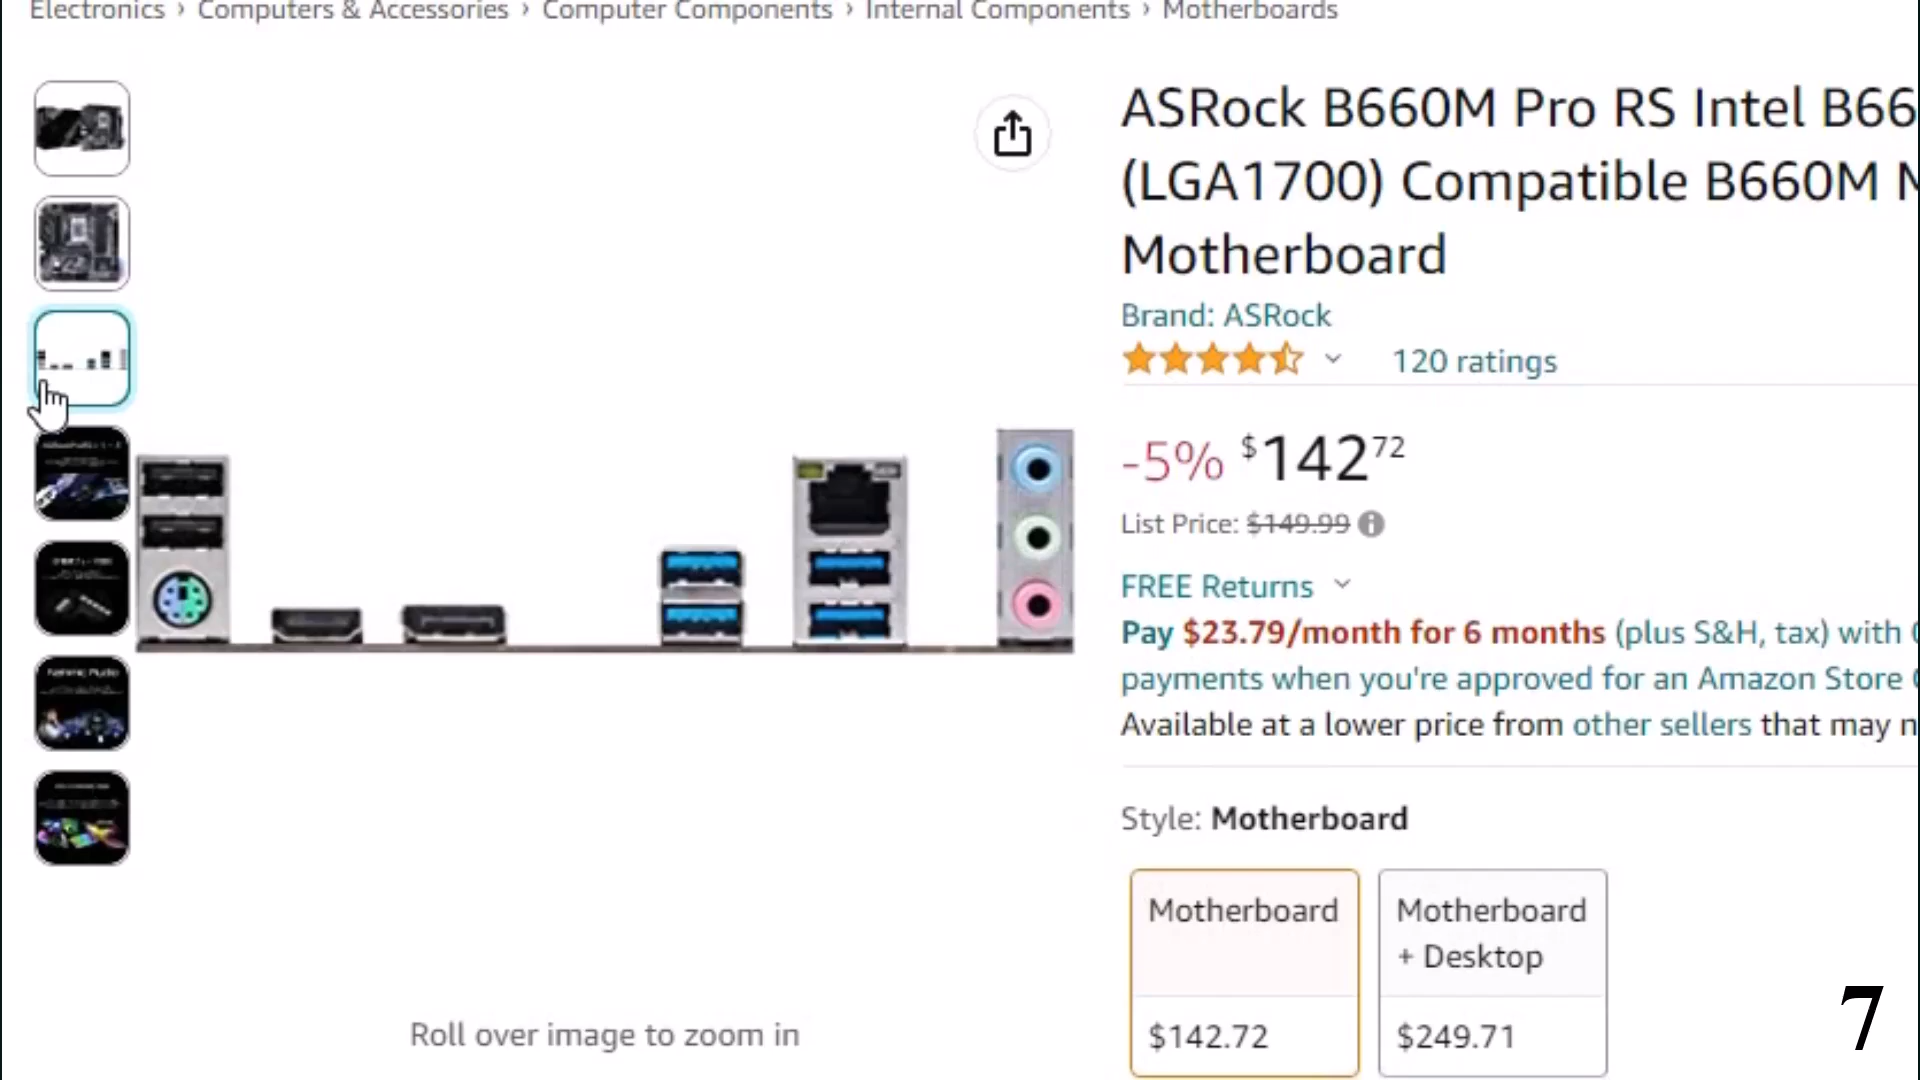 Electronics › Computers & Accessories › Computer Components › Internal Components › Motherboards
ASRock B660M Pro RS Intel B66
(LGA1700) Compatible B660M
Motherboard
Brand: ASRock
120 ratings
-5% $142 72
List Price: $149.99
FREE Returns
Pay $23.79/month for 6 months (plus S&H, tax) with
payments when you're approved for an Amazon Store
Available at a lower price from other sellers that may n
Style: Motherboard
Motherboard
$142.72
Motherboard
+ Desktop
$249.71
Roll over image to zoom in
7